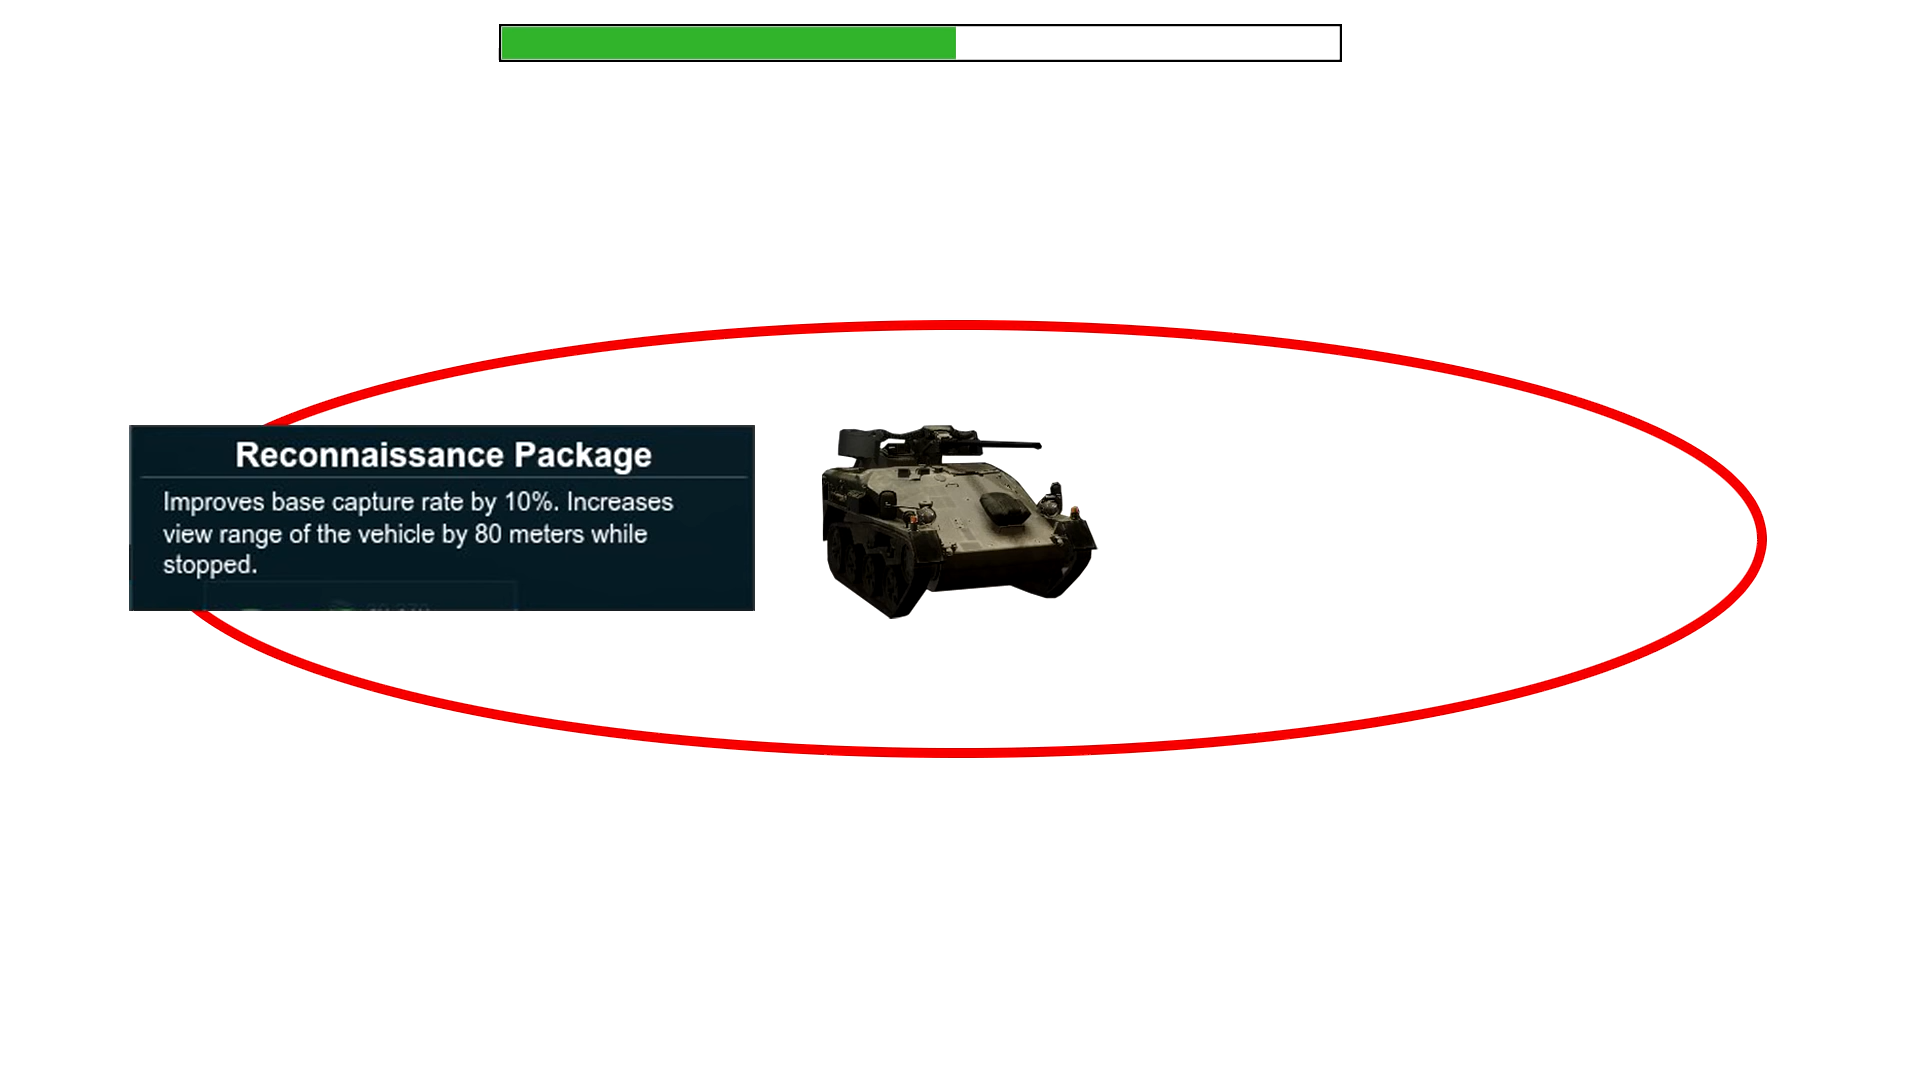 Reconnaissance Package
Improves base capture rate by 10%. Increases
view range of the vehicle by 80 meters while
stopped.